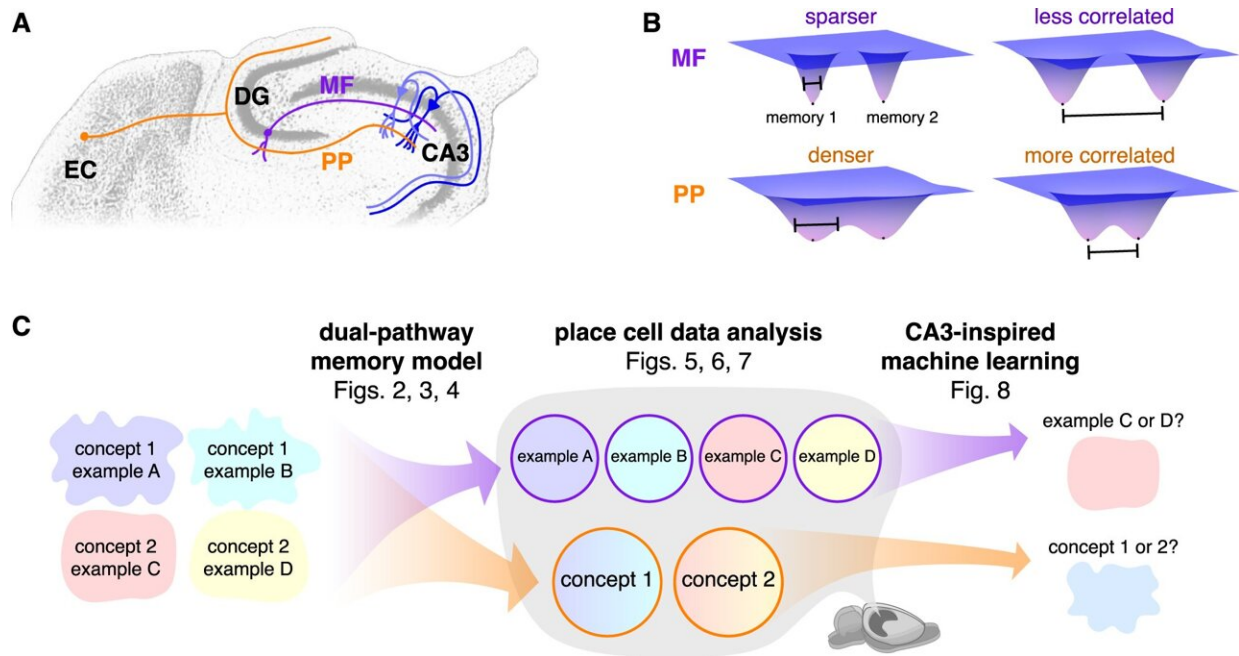 A
EC
DG
MF
PP
CA3
B
sparser
less correlated
MF
memory 1
memory 2
denser
more correlated
PP
C
dual-pathway
memory model
Figs. 2, 3, 4
place cell data analysis
Figs. 5, 6, 7
CA3-inspired
machine learning
Fig. 8
concept 1
example A
concept 1
example B
concept 2
example C
concept 2
example D
example A
example B
example C
example D
concept 1
concept 2
example C or D?
concept 1 or 2?